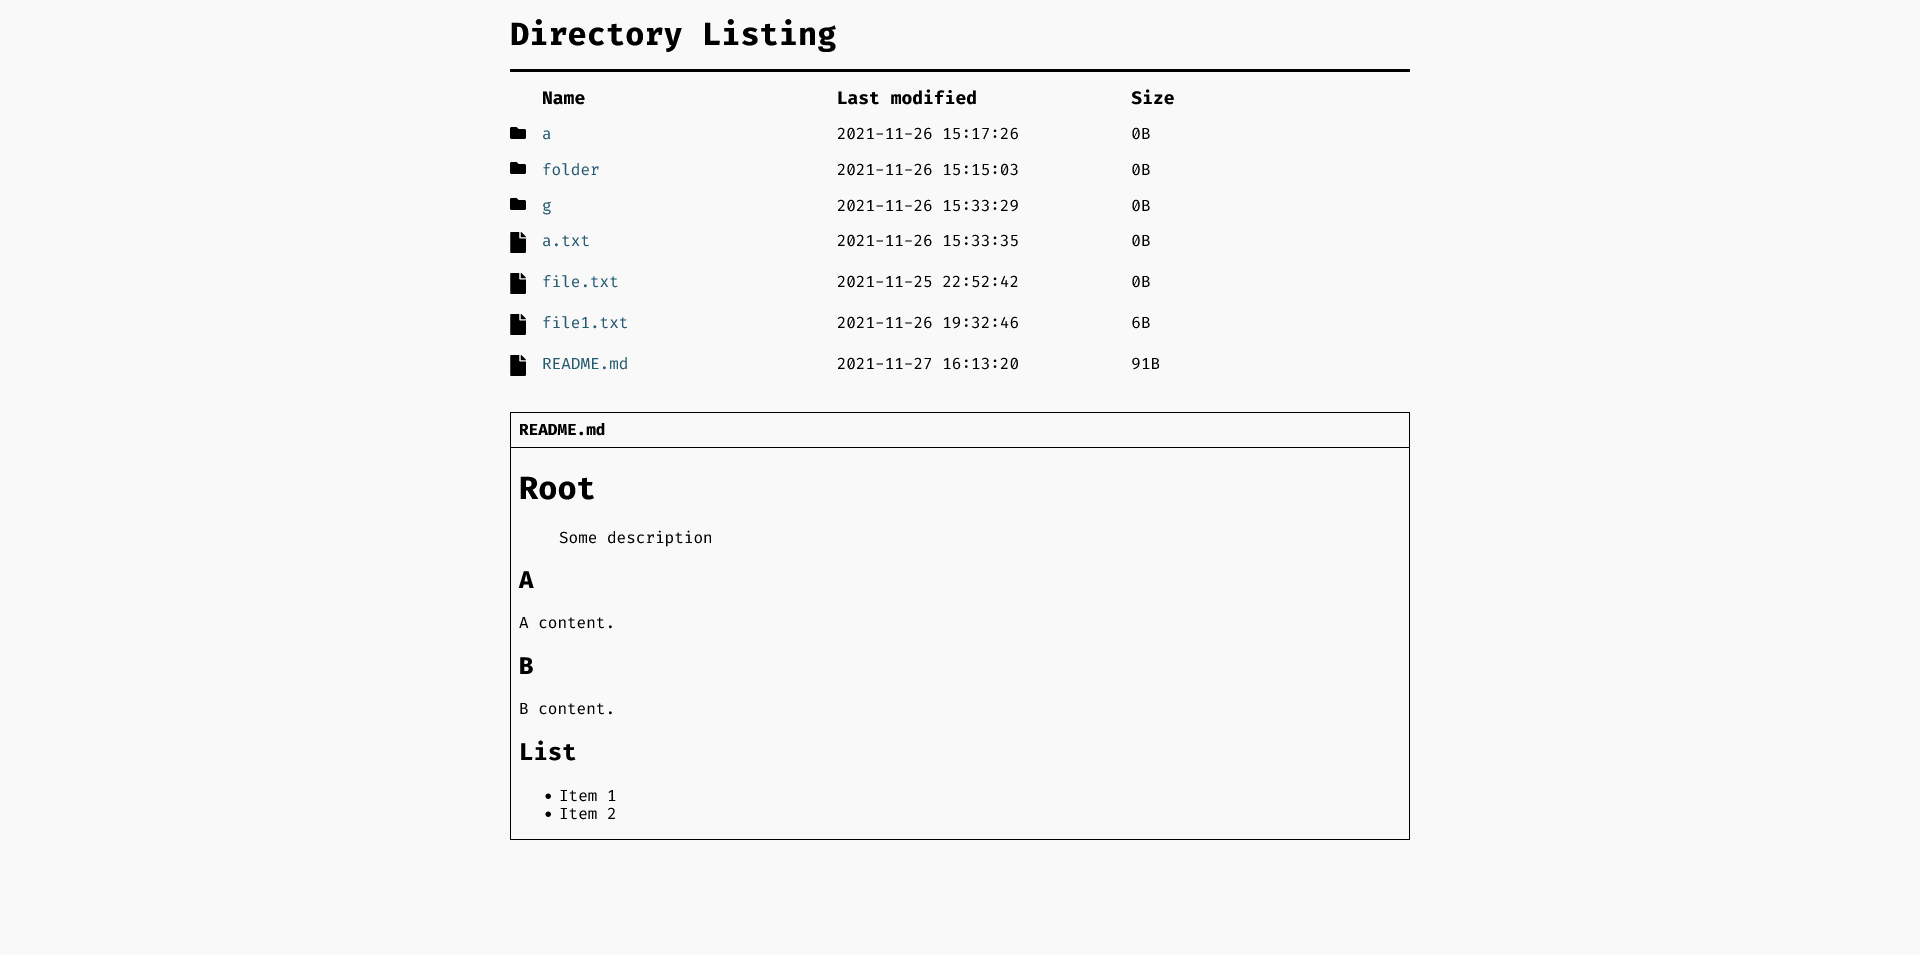 Directory Listing
Name Last modified Size
a 2021-11-26 15:17:26 0B
folder 2021-11-26 15:15:03 0B
g 2021-11-26 15:33:29 0B
a.txt 2021-11-26 15:33:35 0B
file.txt 2021-11-25 22:52:42 0B
file1.txt 2021-11-26 19:32:46 6B
README.md 2021-11-27 16:13:20 91B
README.md
Root
Some description
A
A content.
B
B content.
List
• Item 1
• Item 2